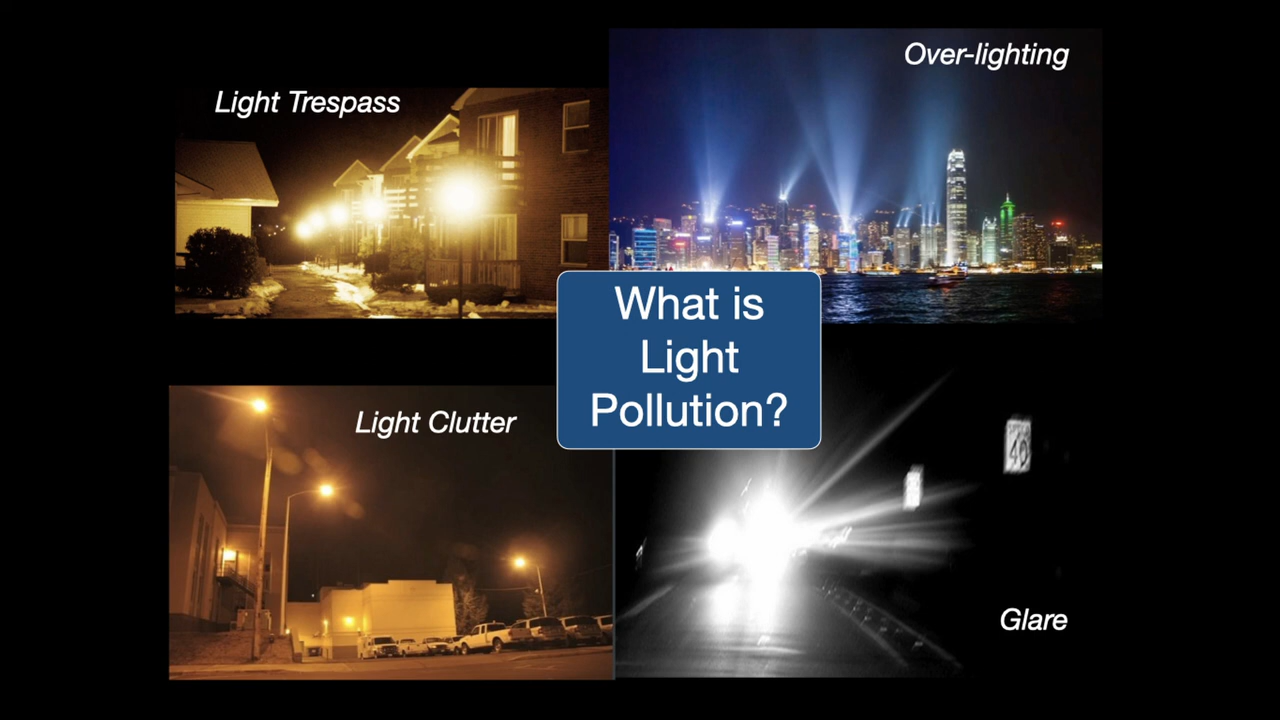 Over-lighting
Light Trespass
What is
Light
Pollution?
Light Clutter
40
Glare